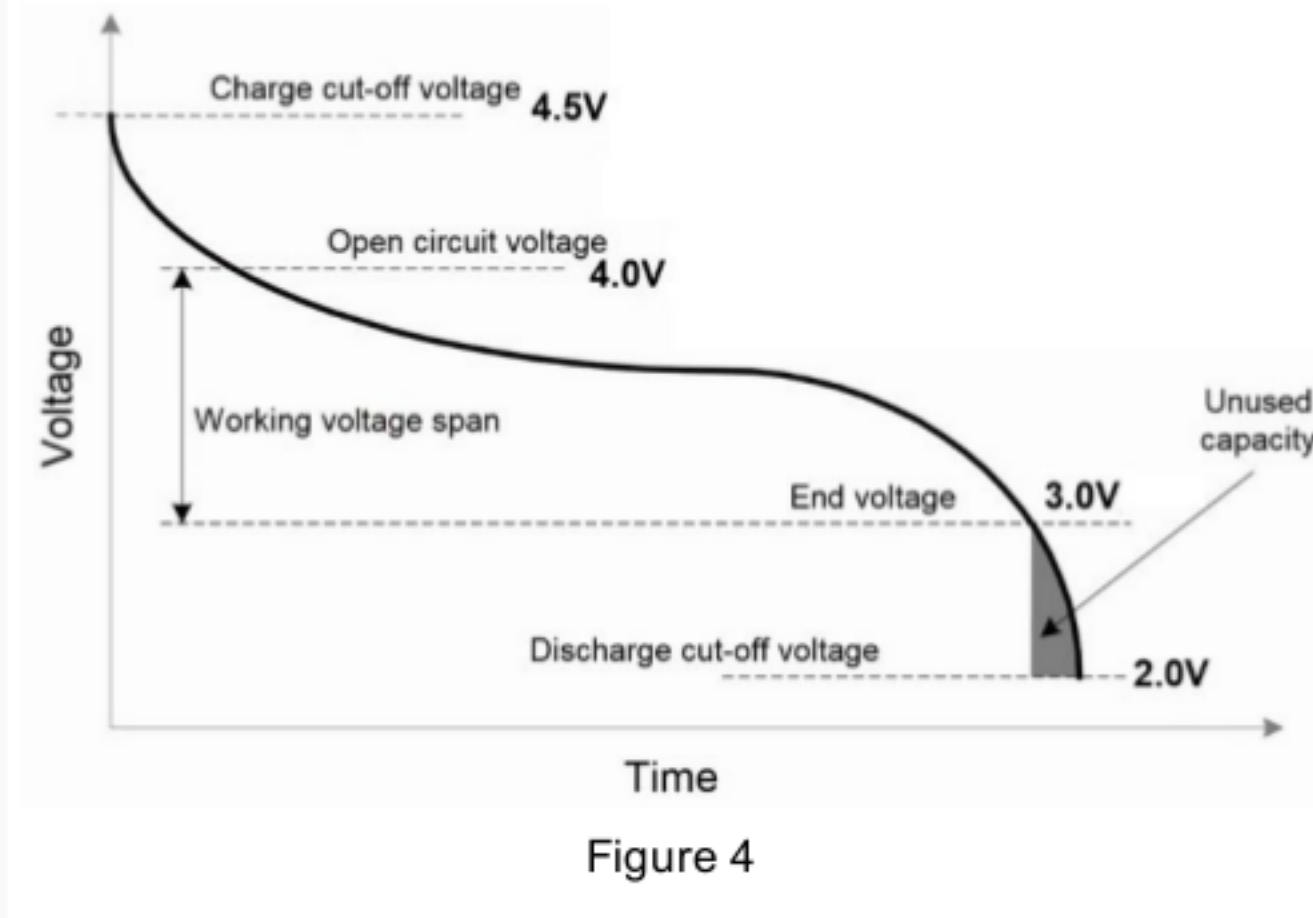 Charge cut-off voltage 4.5V
Open circuit voltage
4.0V
Voltage
Working voltage span
Unused
capacity
End voltage 3.0V
Discharge cut-off voltage
2.0V
Time
Figure 4